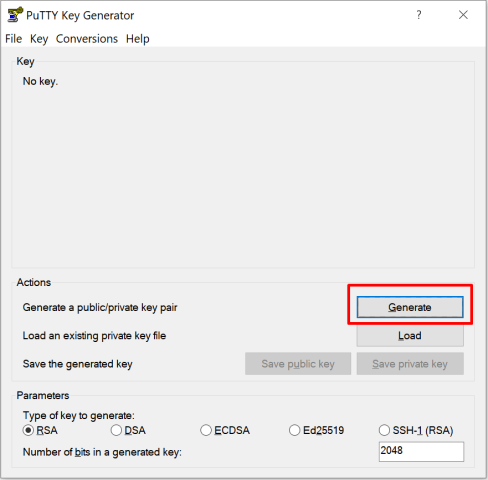 PuTTY Key Generator
?
File Key Conversions Help
Key
No key.
Actions
Generate a public/private key pair
Generate
Load an existing private key file
Load
Save the generated key
Save public key
Save private key
Parameters
Type of key to generate:
RSA
DSA
ECDSA
Ed25519
SSH-1 (RSA)
Number of bits in a generated key:
2048